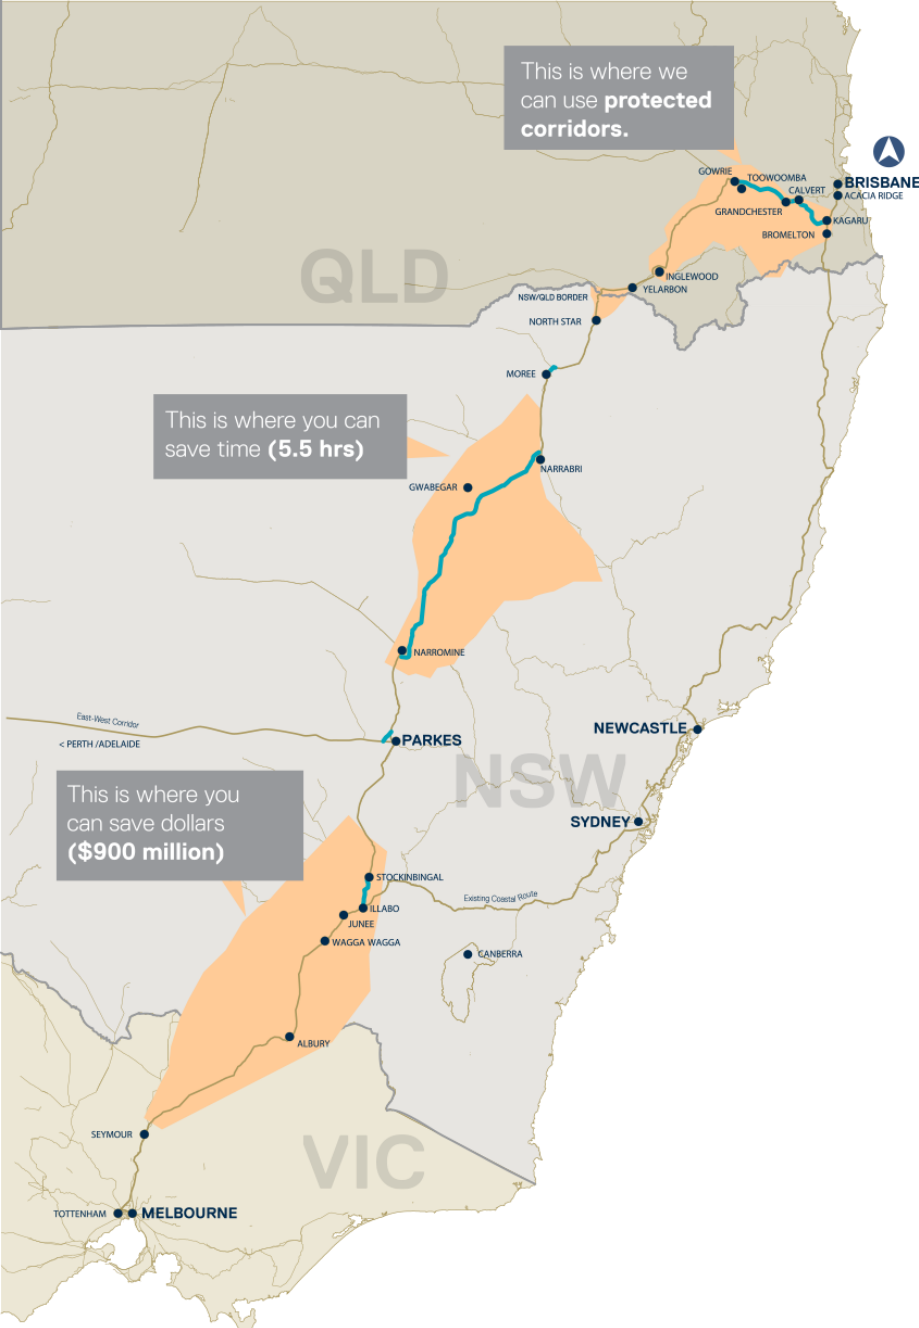 This is where we
can use protected
corridors.
GOWRIE
TOOWOOMBA
CALVERT
BRISBANE
ACACIA RIDGE
GRANDCHESTER
KAGARU
BROMELTON
QLD
INGLEWOOD
YELARBON
NSW/QLD BORDER
NORTH STAR
MOREE
This is where you can
save time (5.5 hrs)
NARRABRI
GWABEGAR
NARROMINE
East-West Corridor
< PERTH /ADELAIDE
PARKES
NEWCASTLE
NSW
This is where you
can save dollars
($900 million)
SYDNEY
STOCKINBINGAL
Existing Coastal Route
ILLABO
JUNEE
WAGGA WAGGA
CANBERRA
ALBURY
SEYMOUR
VIC
TOTTENHAM
MELBOURNE